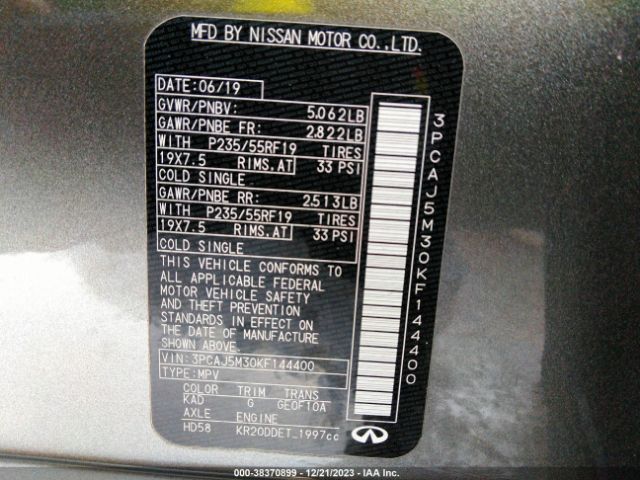 MFD BY NISSAN MOTOR CO.,LTD.
DATE:06/19
GVWR/PNBV: 5.062LB
GAWR/PNBE FR: 2.822LB
WITH P235/55RF19 TIRES
19X7.5 RIMS.AT 33 PSI
COLD SINGLE
GAWR/PNBE RR: 2.513LB
WITH P235/55RF19 TIRES
19X7.5 RIMS.AT 33 PSI
COLD SINGLE
THIS VEHICLE CONFORMS TO
ALL APPLICABLE FEDERAL
MOTOR VEHICLE SAFETY
AND THEFT PREVENTION
STANDARDS IN EFFECT ON
THE DATE OF MANUFACTURE
SHOWN ABOVE.
VIN:3PCAJ5M30KF144400
TYPE:MPV
COLOR TRIM TRANS
KAD G GEOF10A
AXLE ENGINE
HD58 KR20DDET 1997cc
3PCAJ5M30KF144400
000-38370899 — 12/21/2023 — IAA Inc.